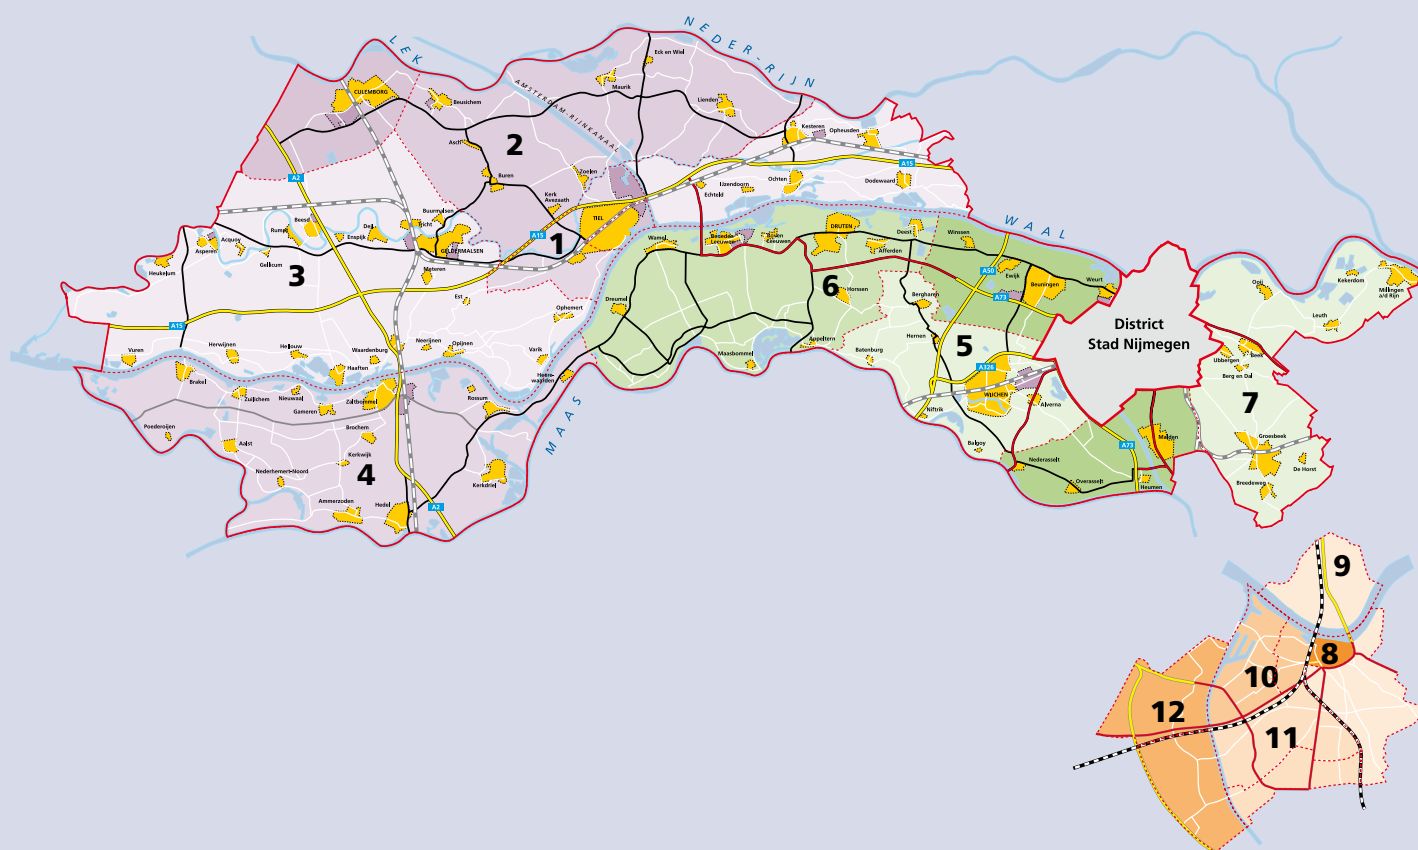 NEDER-RIJN
LEK
Eck en Wiel
AMSTERDAM-RIJNKANAAL
Maurik
CULEMBORG
Beusichem
Lienden
Kesteren
Opheusden
Asch
2
A15
A2
Buren
Zoelen
IJzendoorn
Ochten
Dodewaard
Echteld
Kerk
Avezaath
Buurmalsen
Tricht
TIEL
WAAL
Beesd
Rumpt
Deil
Enspijk
A15
1
Beneden
Leeuwen
Boven
Leeuwen
DRUTEN
Deest
Winssen
Acquoy
Asperen
GELDERMALSEN
Wamel
Afferden
Heukelum
Gellicum
3
Meteren
A50
Ewijk
Weurt
Beuningen
Ooij
Kekerdom
Millingen
a/d Rijn
6
Horssen
Bergharen
A73
Est
Dreumel
Ophemert
Leuth
A15
District
Stad Nijmegen
Hernen
Appeltern
Neerijnen
Opijnen
Varik
Waardenburg
Herwijnen
Hellouw
Vuren
Maasbommel
Batenburg
5
Ubbergen
Beek
Haaften
A326
Berg en Dal
Heere-
waarden
Brakel
Zuilichem
Nieuwaal
Zaltbommel
Rossum
WIJCHEN
Alverna
7
Gameren
Niftrik
MAAS
Poederoijen
Brochem
Aalst
Balgoy
A73
Malden
Groesbeek
Kerkwijk
De Horst
4
Nederasselt
Nederhemert-Noord
Kerkdriel
Overasselt
Heumen
Breedeweg
Ammerzoden
Hedel
A2
9
8
10
12
11